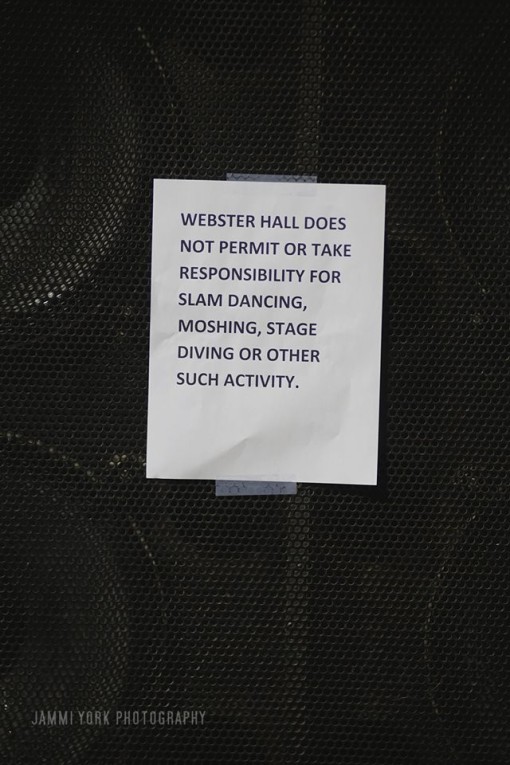 WEBSTER HALL DOES
NOT PERMIT OR TAKE
RESPONSIBILITY FOR
SLAM DANCING,
MOSHING, STAGE
DIVING OR OTHER
SUCH ACTIVITY.
JAMMI YORK PHOTOGRAPHY